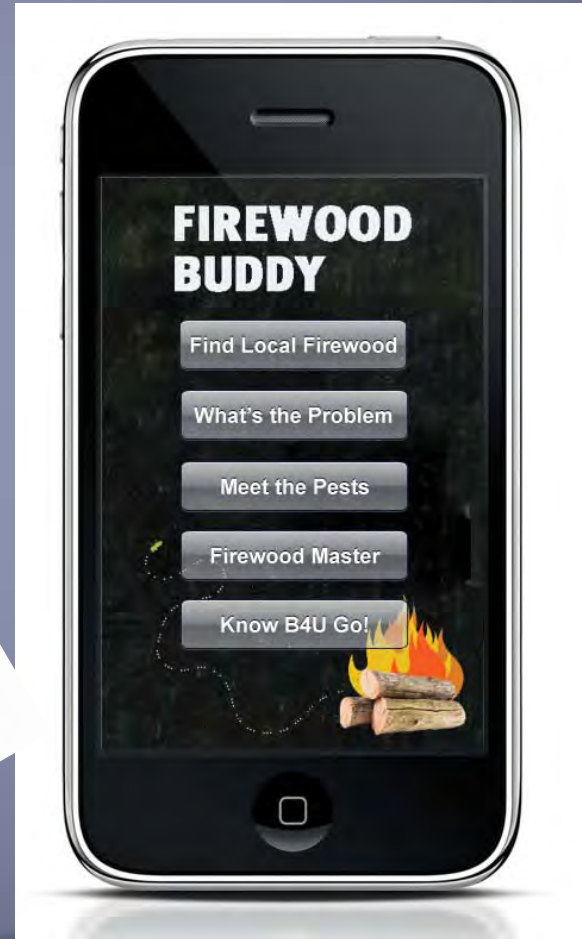 FIREWOOD
BUDDY
Find Local Firewood
What's the Problem
Meet the Pests
Firewood Master
Know B4U Go!